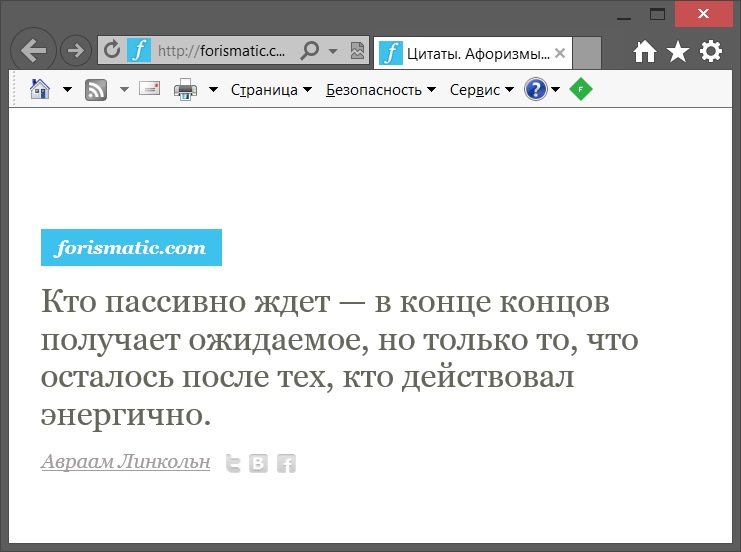 http://forismatic.c...
Цитаты. Афоризмы...
Страница
Безопасность
Сервис
F
forismatic.com
Кто пассивно ждет — в конце концов
получает ожидаемое, но только то, что
осталось после тех, кто действовал
энергично.
Авраам Линкольн